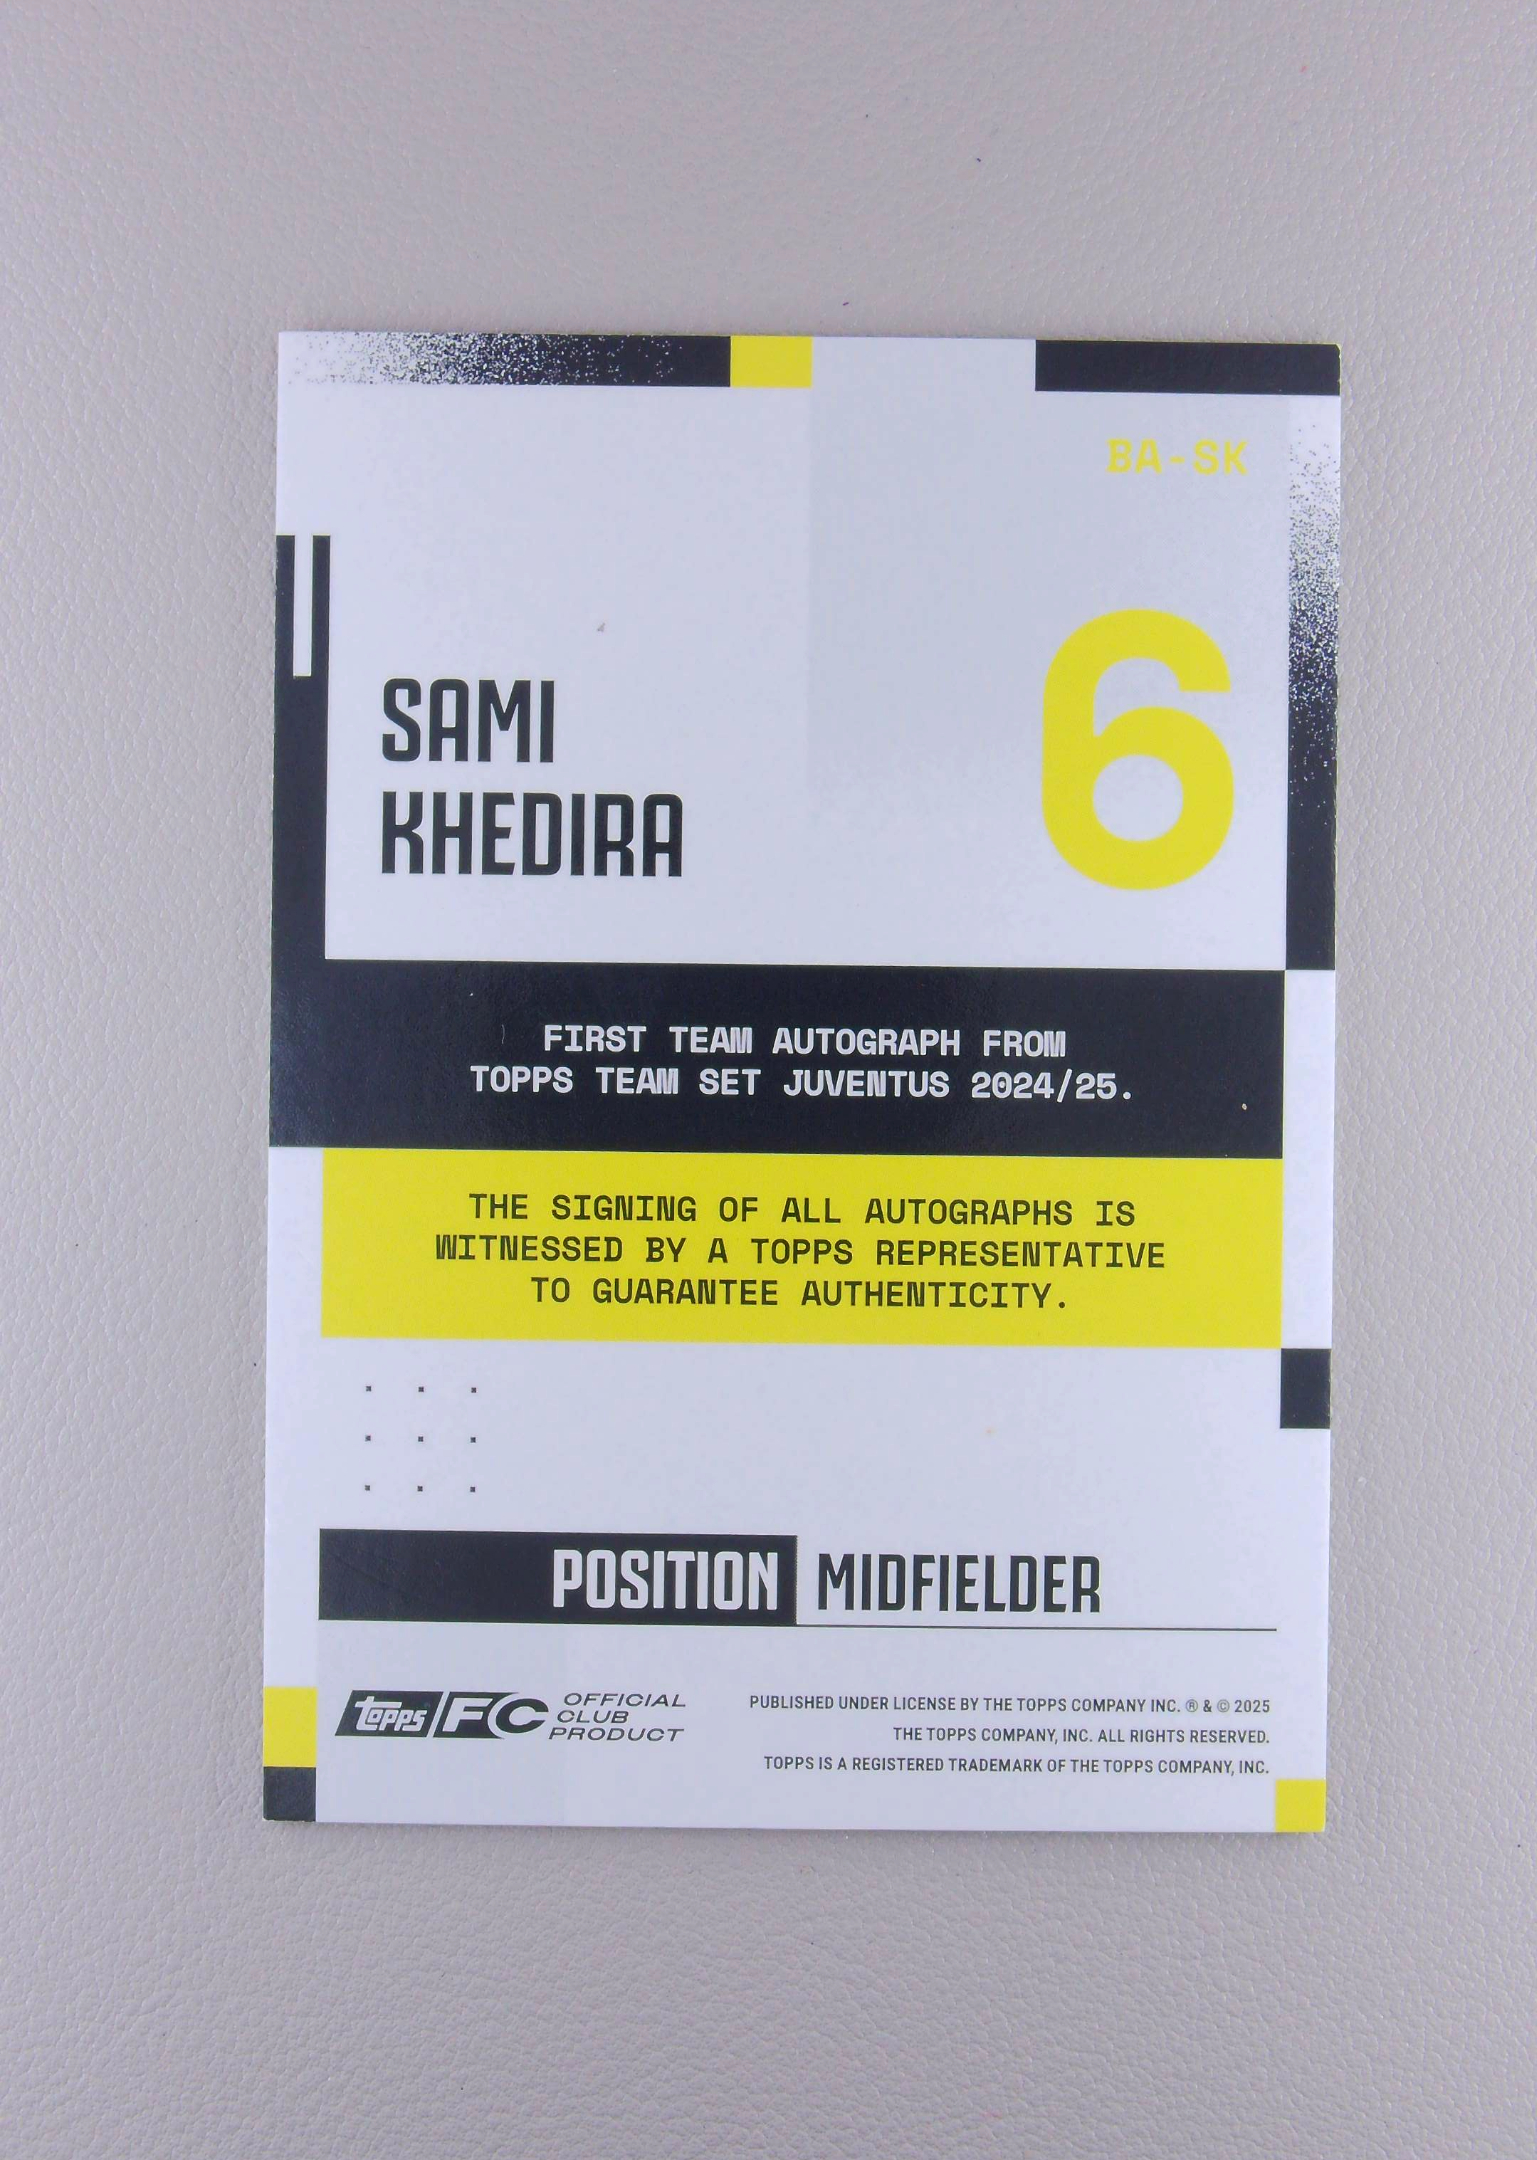 BA-SK
6
SAMI
KHEDIRA
FIRST TEAM AUTOGRAPH FROM
TOPPS TEAM SET JUVENTUS 2024/25.
THE SIGNING OF ALL AUTOGRAPHS IS
WITNESSED BY A TOPPS REPRESENTATIVE
TO GUARANTEE AUTHENTICITY.
POSITION MIDFIELDER
topps FC
OFFICIAL
CLUB
PRODUCT
PUBLISHED UNDER LICENSE BY THE TOPPS COMPANY INC. ® & © 2025
THE TOPPS COMPANY, INC. ALL RIGHTS RESERVED.
TOPPS IS A REGISTERED TRADEMARK OF THE TOPPS COMPANY, INC.